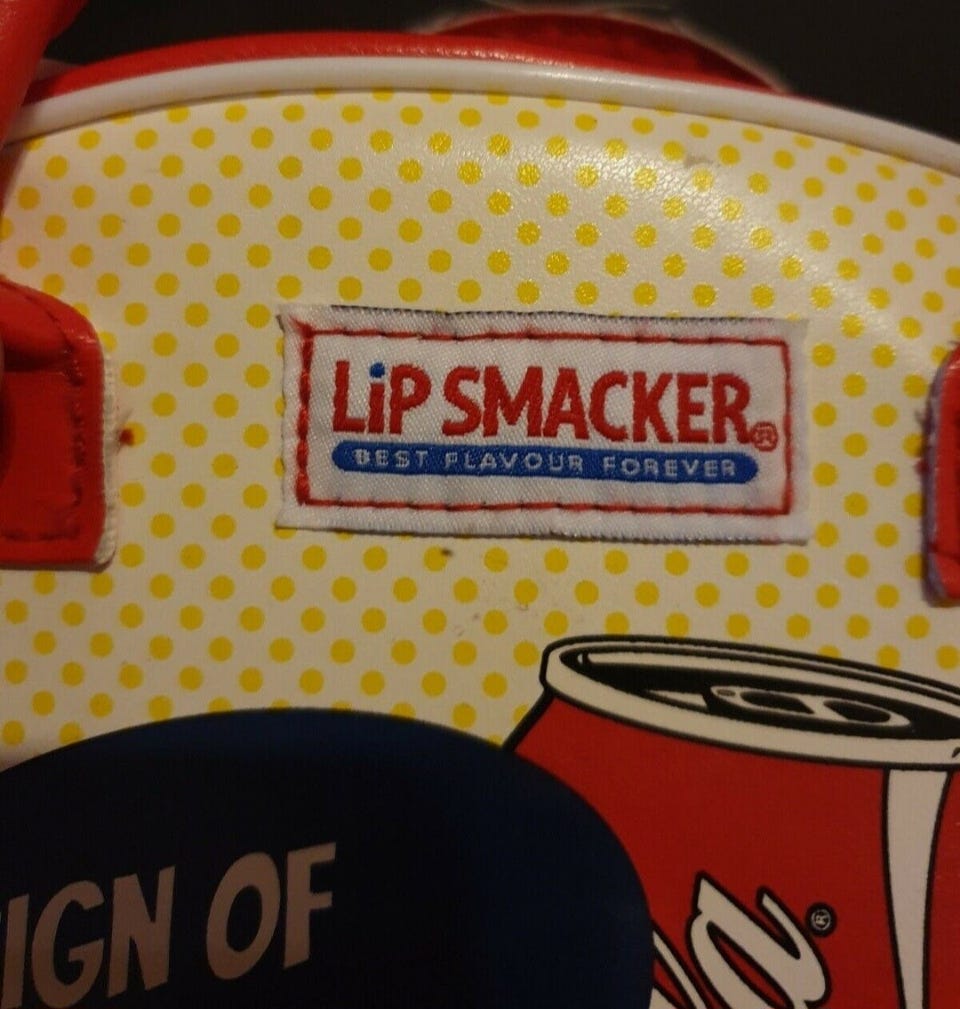 LiP SMACKER®
BEST FLAVOUR FOREVER
IGN OF
a®